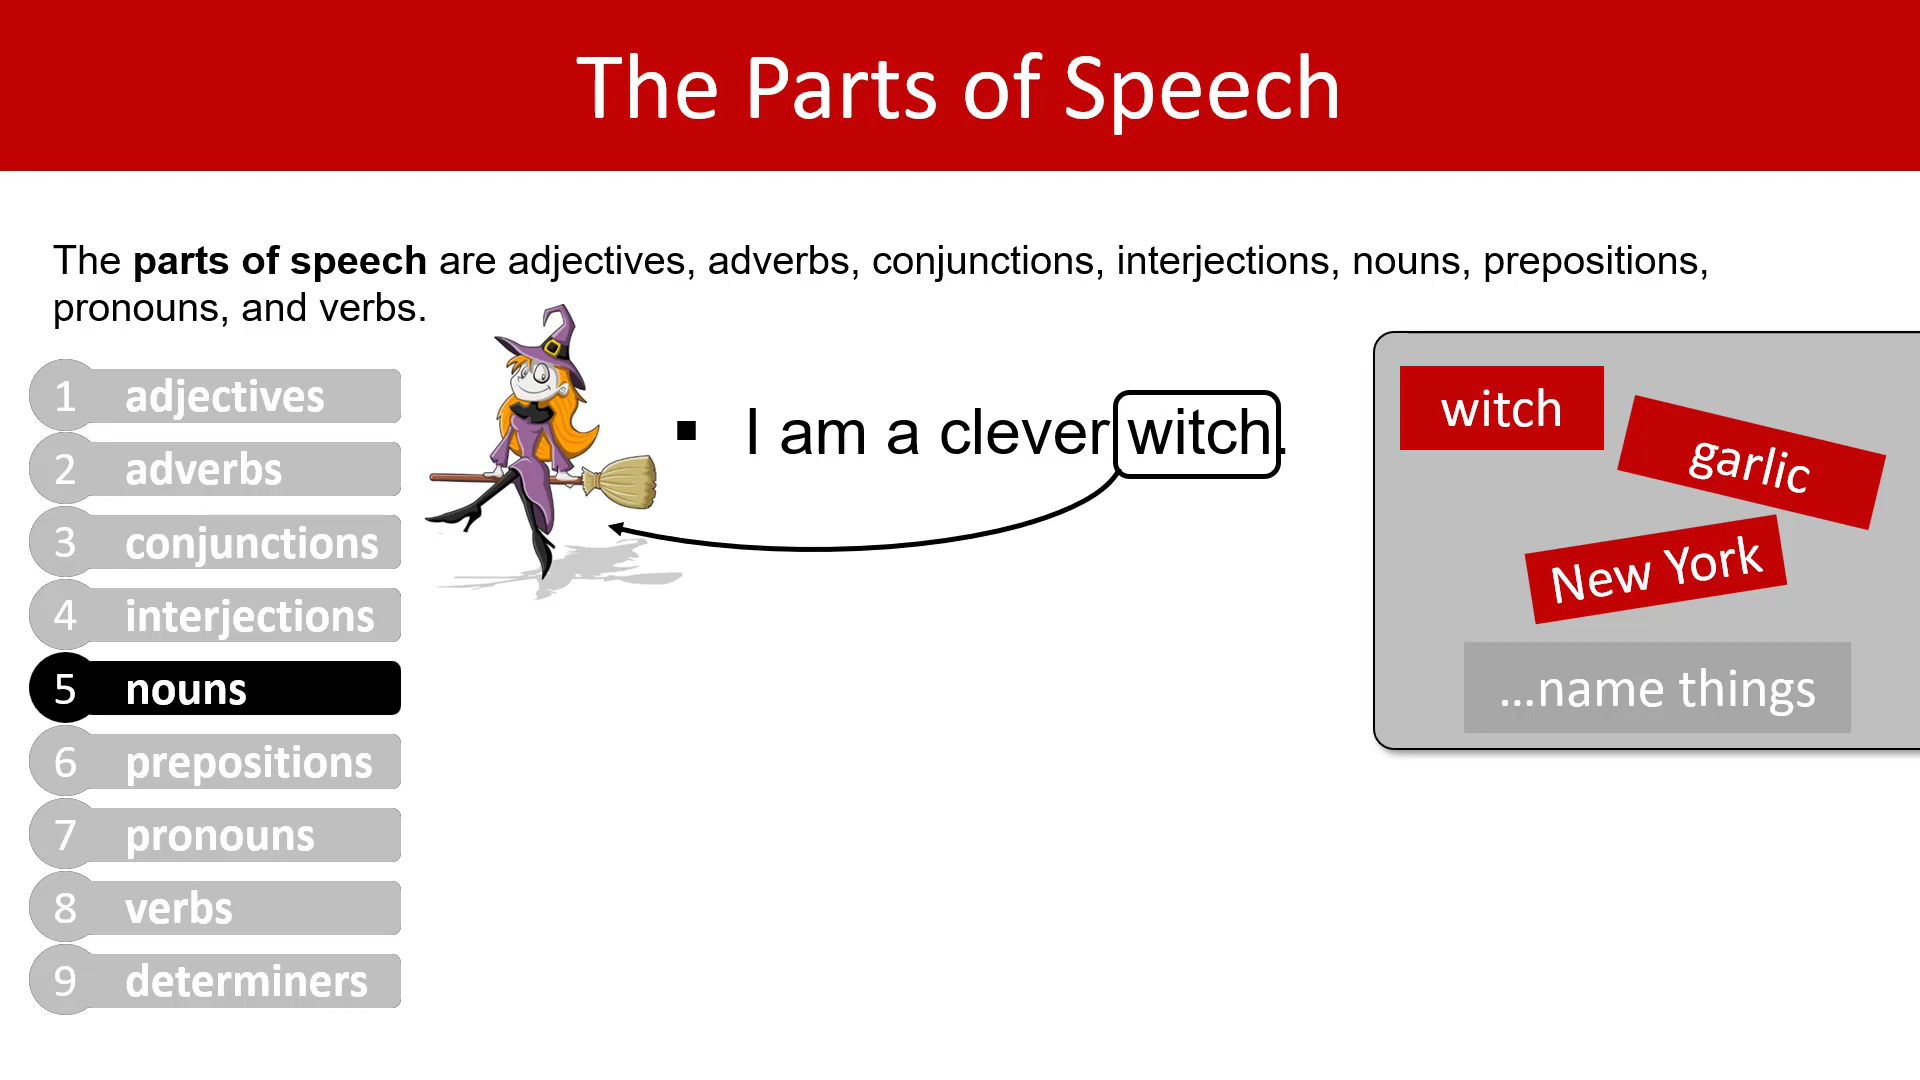 The Parts of Speech
The parts of speech are adjectives, adverbs, conjunctions, interjections, nouns, prepositions,
pronouns, and verbs.
1 adjectives
2 adverbs
3 conjunctions
4 interjections
5 nouns
6 prepositions
7 pronouns
8 verbs
9 determiners
▪ I am a clever witch.
witch
garlic
New York
...name things